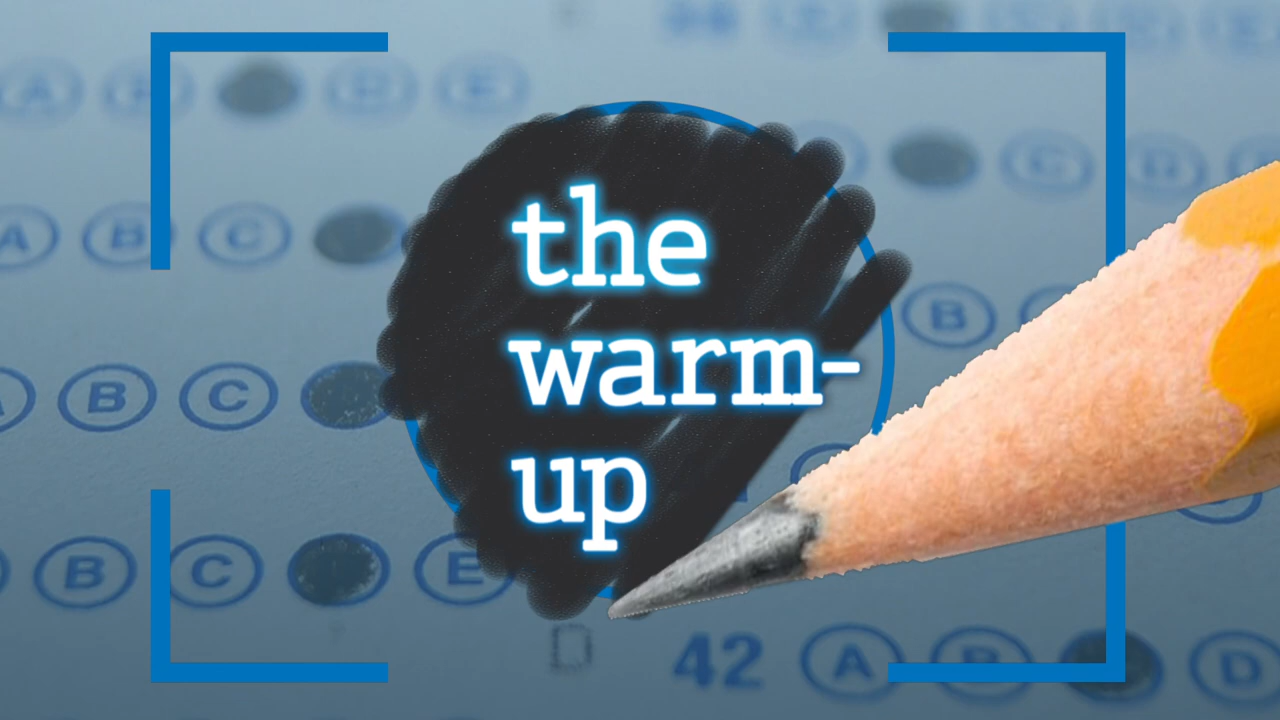 the
warm-
up
A C E
A B C
B C
B C E
B
42 A B D